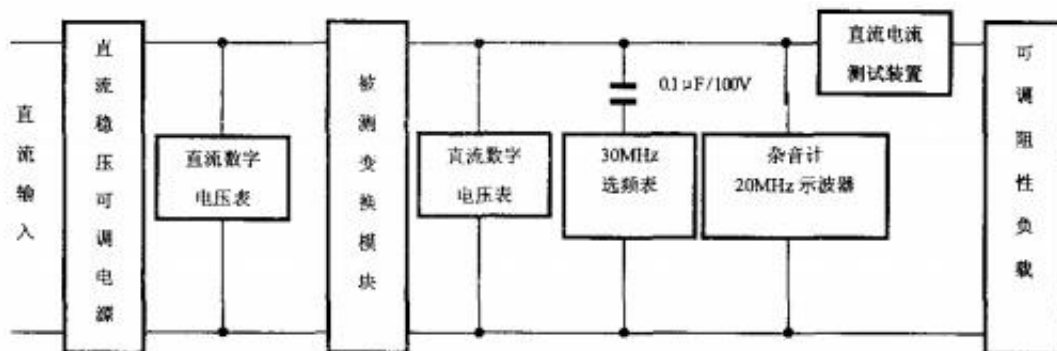 直流输入
直流稳压可调电源
直流数字
电压表
被测变换模块
直流数字
电压表
0.1μF/100V
30MHz
选频表
杂音计
20MHz 示波器
直流电流
测试装置
可调阻性负载